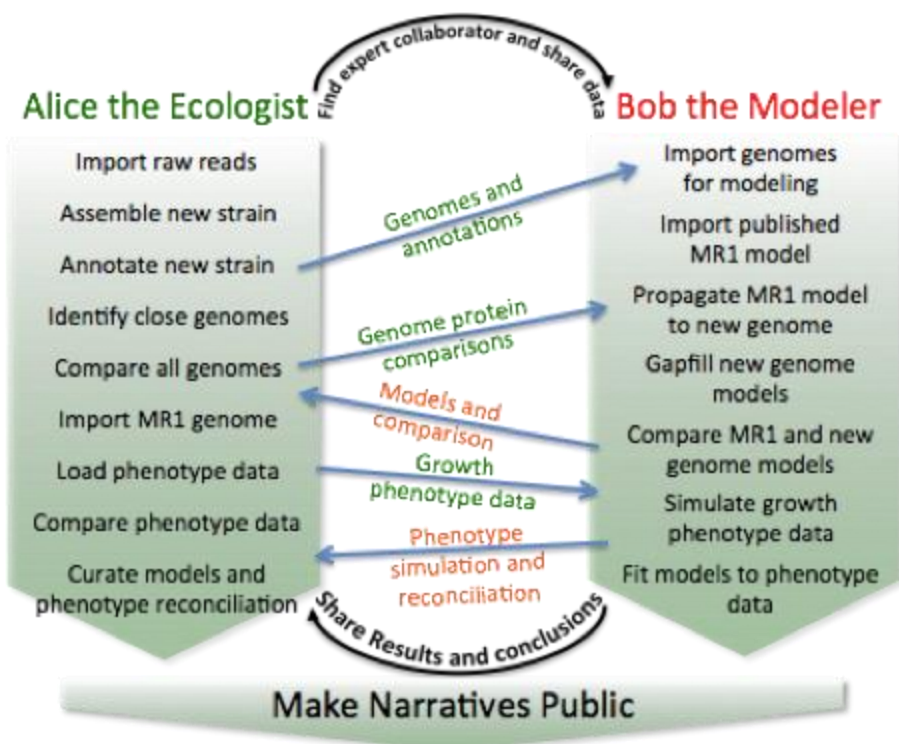 Find expert collaborator and share data
Alice the Ecologist
Import raw reads
Assemble new strain
Annotate new strain
Identify close genomes
Compare all genomes
Import MR1 genome
Load phenotype data
Compare phenotype data
Curate models and
phenotype reconciliation
Genomes and
annotations
Genome protein
comparisons
Models and
comparison
Growth
phenotype data
Phenotype
simulation and
reconciliation
Bob the Modeler
Import genomes
for modeling
Import published
MR1 model
Propagate MR1 model
to new genome
Gapfill new genome
models
Compare MR1 and new
genome models
Simulate growth
phenotype data
Fit models to phenotype
data
Share Results and conclusions
Make Narratives Public